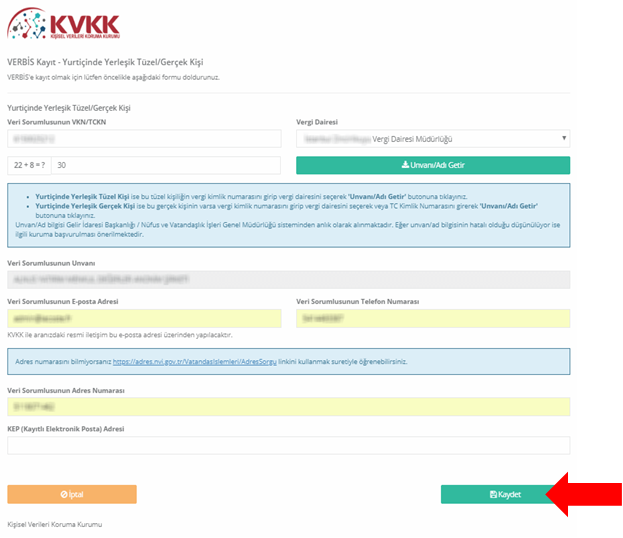 KVKK
KİŞİSEL VERİLERİ KORUMA KURUMU
VERBİS Kayıt - Yurtiçinde Yerleşik Tüzel/Gerçek Kişi
VERBİS'e kayıt olmak için lütfen öncelikle aşağıdaki formu doldurunuz.
Yurtiçinde Yerleşik Tüzel/Gerçek Kişi
Veri Sorumlusunun VKN/TCKN
Vergi Dairesi
Vergi Dairesi Müdürlüğü
22 + 8 = ? 30
Unvanı/Adı Getir
Yurtiçinde Yerleşik Tüzel Kişi ise bu tüzel kişiliğin vergi kimlik numarasını girip vergi dairesini seçerek 'Unvanı/Adı Getir' butonuna tıklayınız.
Yurtiçinde Yerleşik Gerçek Kişi ise bu gerçek kişinin varsa vergi kimlik numarasını girip vergi dairesini seçerek veya TC Kimlik Numarasını girerek 'Unvanı/Adı Getir'
butonuna tıklayınız.
Unvan/Ad bilgisi Gelir İdaresi Başkanlığı / Nüfus ve Vatandaşlık İşleri Genel Müdürlüğü sisteminden anlık olarak alınmaktadır. Eğer unvan/ad bilgisinin hatalı olduğu düşünülüyor ise
ilgili kuruma başvurulması önerilmektedir.
Veri Sorumlusunun Unvanı
Veri Sorumlusunun E-posta Adresi
Veri Sorumlusunun Telefon Numarası
KVKK ile aranızdaki resmi iletişim bu e-posta adresi üzerinden yapılacaktır.
Adres numarasını bilmiyorsanız https://adres.nvi.gov.tr/VatandasIslemleri/AdresSorgu linkini kullanmak suretiyle öğrenebilirsiniz.
Veri Sorumlusunun Adres Numarası
KEP (Kayıtlı Elektronik Posta) Adresi
İptal
Kaydet
Kişisel Verileri Koruma Kurumu